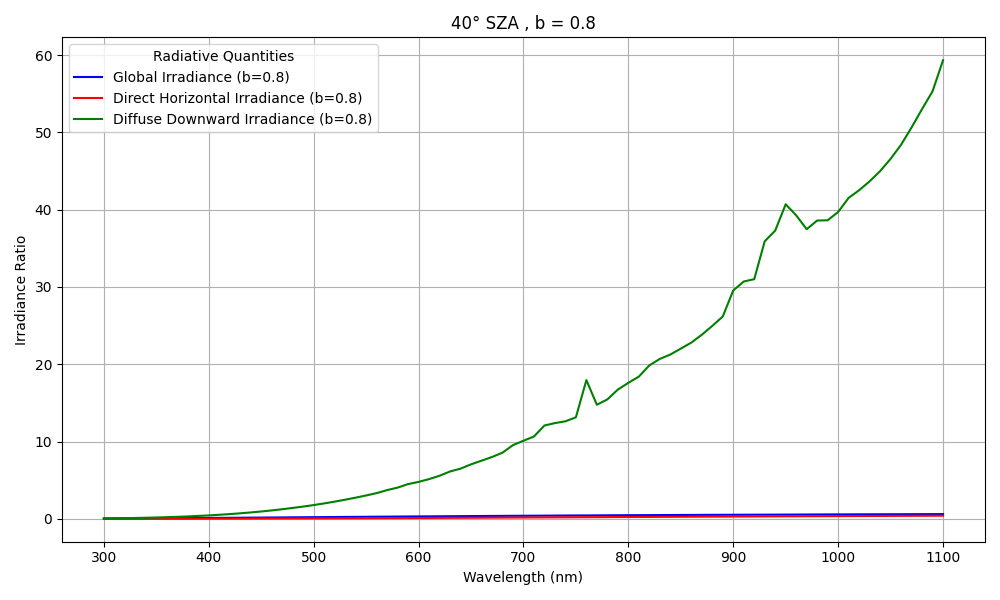 40° SZA , b = 0.8
Radiative Quantities
Global Irradiance (b=0.8)
Direct Horizontal Irradiance (b=0.8)
Diffuse Downward Irradiance (b=0.8)
Irradiance Ratio
60
50
40
30
20
10
0
300 400 500 600 700 800 900 1000 1100
Wavelength (nm)